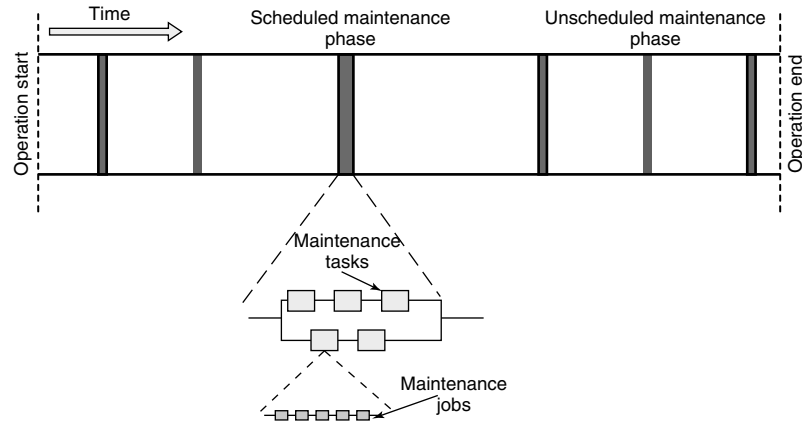 Time
Scheduled maintenance
phase
Unscheduled maintenance
phase
Operation start
Operation end
Maintenance
tasks
Maintenance
jobs